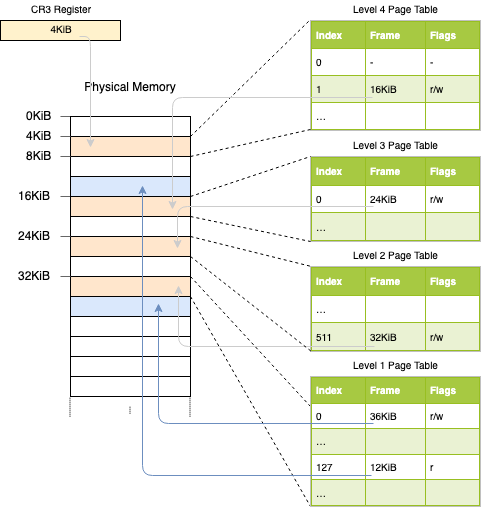 CR3 Register
4KiB
Physical Memory
0KiB
4KiB
8KiB
16KiB
24KiB
32KiB
Level 4 Page Table
Index Frame Flags
0 - -
1 16KiB r/w
...
Level 3 Page Table
Index Frame Flags
0 24KiB r/w
...
Level 2 Page Table
Index Frame Flags
...
511 32KiB r/w
Level 1 Page Table
Index Frame Flags
0 36KiB r/w
...
127 12KiB r
...